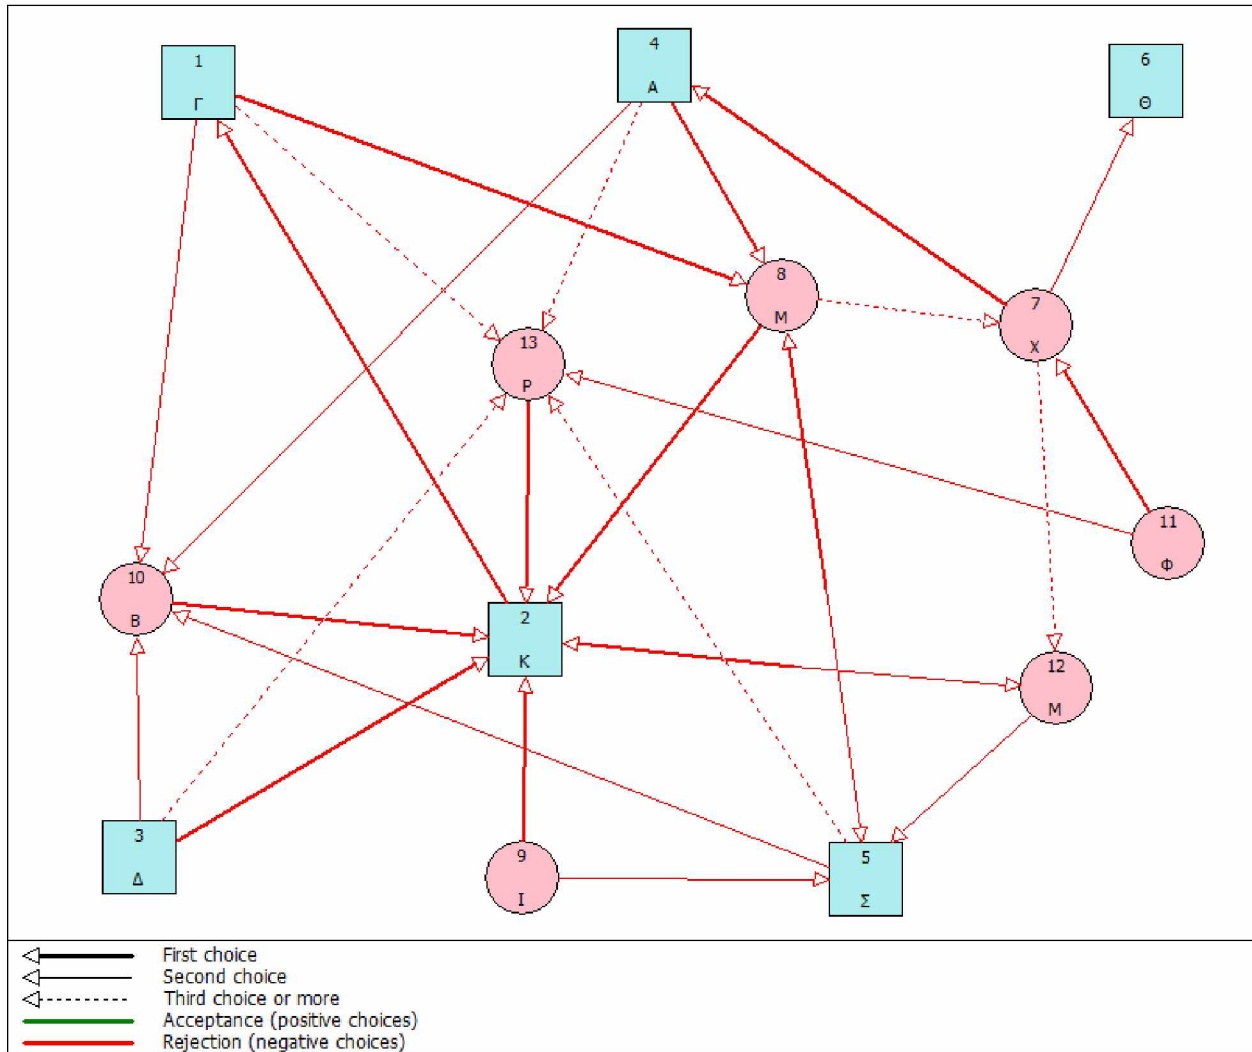 1
Γ
4
Α
6
Θ
8
Μ
7
Χ
13
Ρ
11
Φ
10
Β
2
Κ
12
Μ
3
Δ
9
Ι
5
Σ
First choice
Second choice
Third choice or more
Acceptance (positive choices)
Rejection (negative choices)